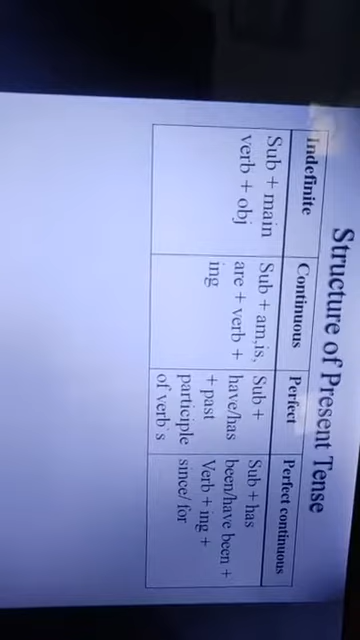 Structure of Present Tense
Indefinite
Continuous
Perfect
Perfect continuous
Sub + main
verb + obj
Sub + am,is,
are + verb +
ing
Sub +
have/has
+ past
participle
of verb's
Sub + has
been/have been +
Verb + ing +
since/ for